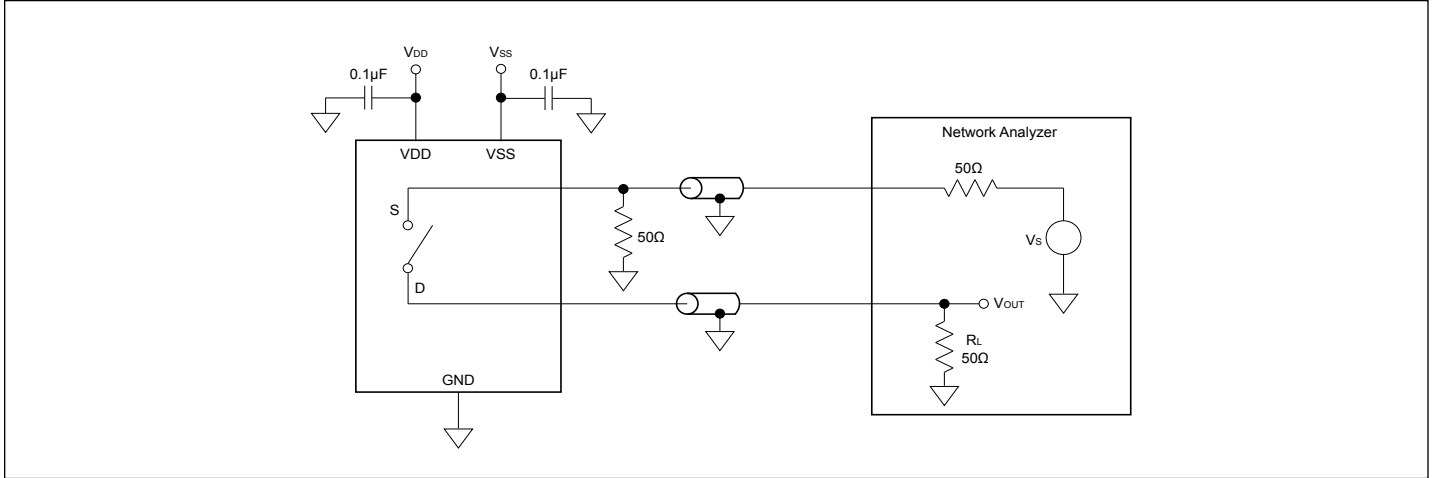 VDD
VSS
0.1µF
0.1µF
VDD
VSS
Network Analyzer
50Ω
S
50Ω
VS
D
VOUT
RL
50Ω
GND